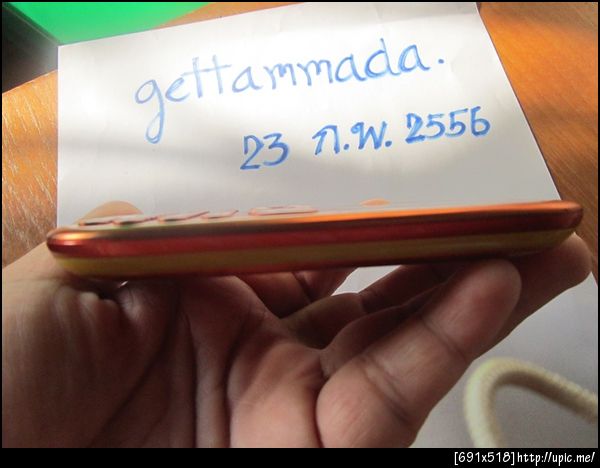 gettammada.
23 ก.พ. 2556
[691x518]http://upic.me/